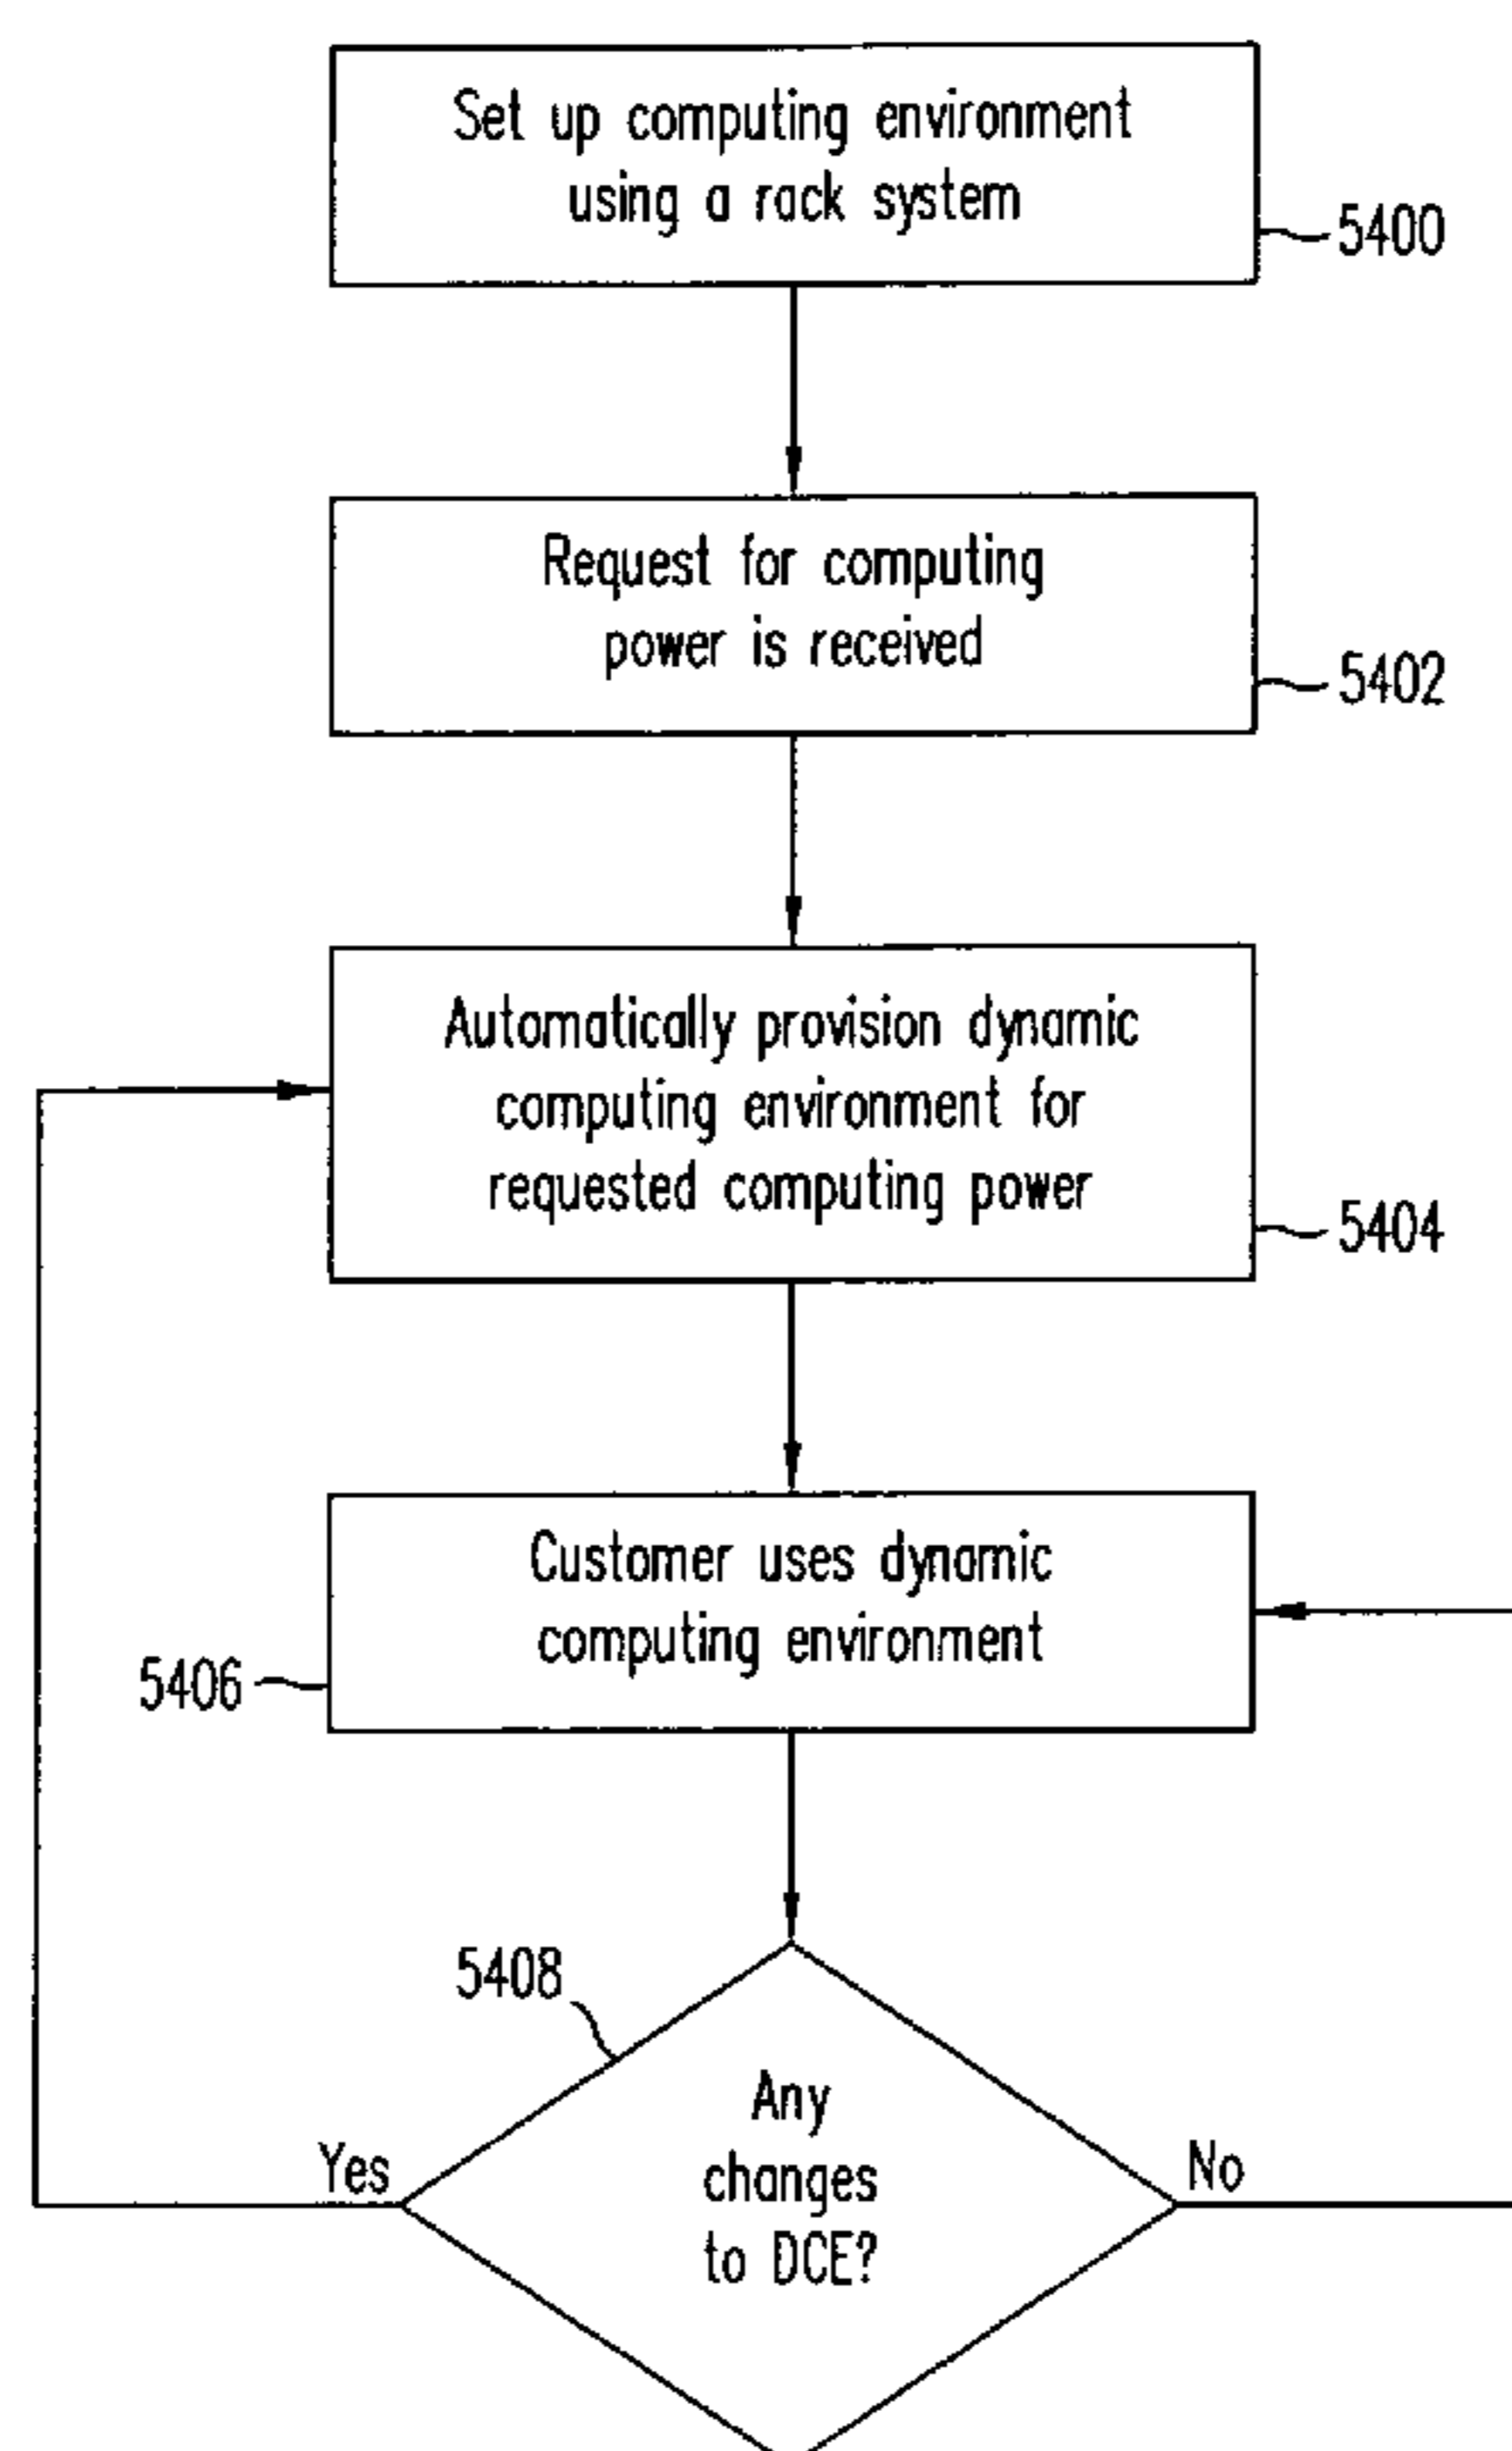 Set up computing environment
using a rack system
5400
Request for computing
power is received
5402
Automatically provision dynamic
computing environment for
requested computing power
5404
Customer uses dynamic
computing environment
5406
5408
Any
changes
to DCE?
Yes
No